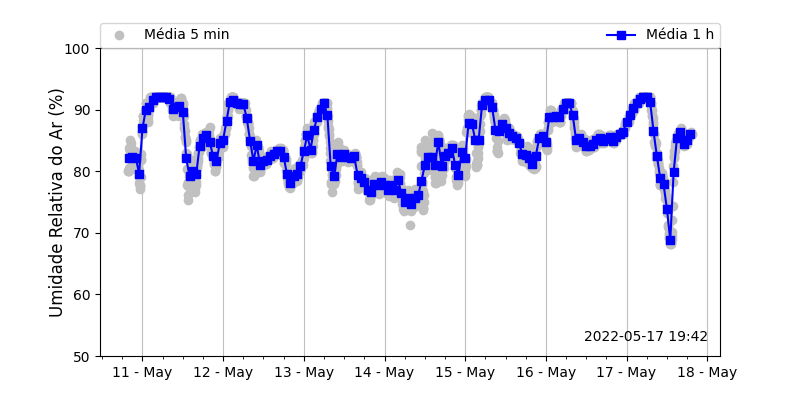 Média 5 min Média 1 h
100
90
80
70
60
50
Umidade Relativa do Ar (%)
2022-05-17 19:42
11 - May 12 - May 13 - May 14 - May 15 - May 16 - May 17 - May 18 - May